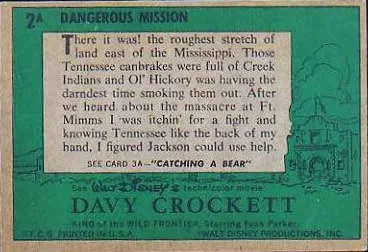 2A DANGEROUS MISSION
There it was! the roughest stretch of
land east of the Mississippi. Those
Tennessee canbrakes were full of Creek
Indians and Ol' Hickory was having the
darndest time smoking them out. After
we heard about the massacre at Ft.
Mimms I was itchin' for a fight and
knowing Tennessee like the back of my
hand, I figured Jackson could use help.
SEE CARD 3A—"CATCHING A BEAR"
See Walt Disney's technicolor movie
DAVY CROCKETT
KING of the WILD FRONTIER, Starring Fess Parker
T.C.G. PRINTED IN U.S.A. ©WALT DISNEY PRODUCTIONS, INC.